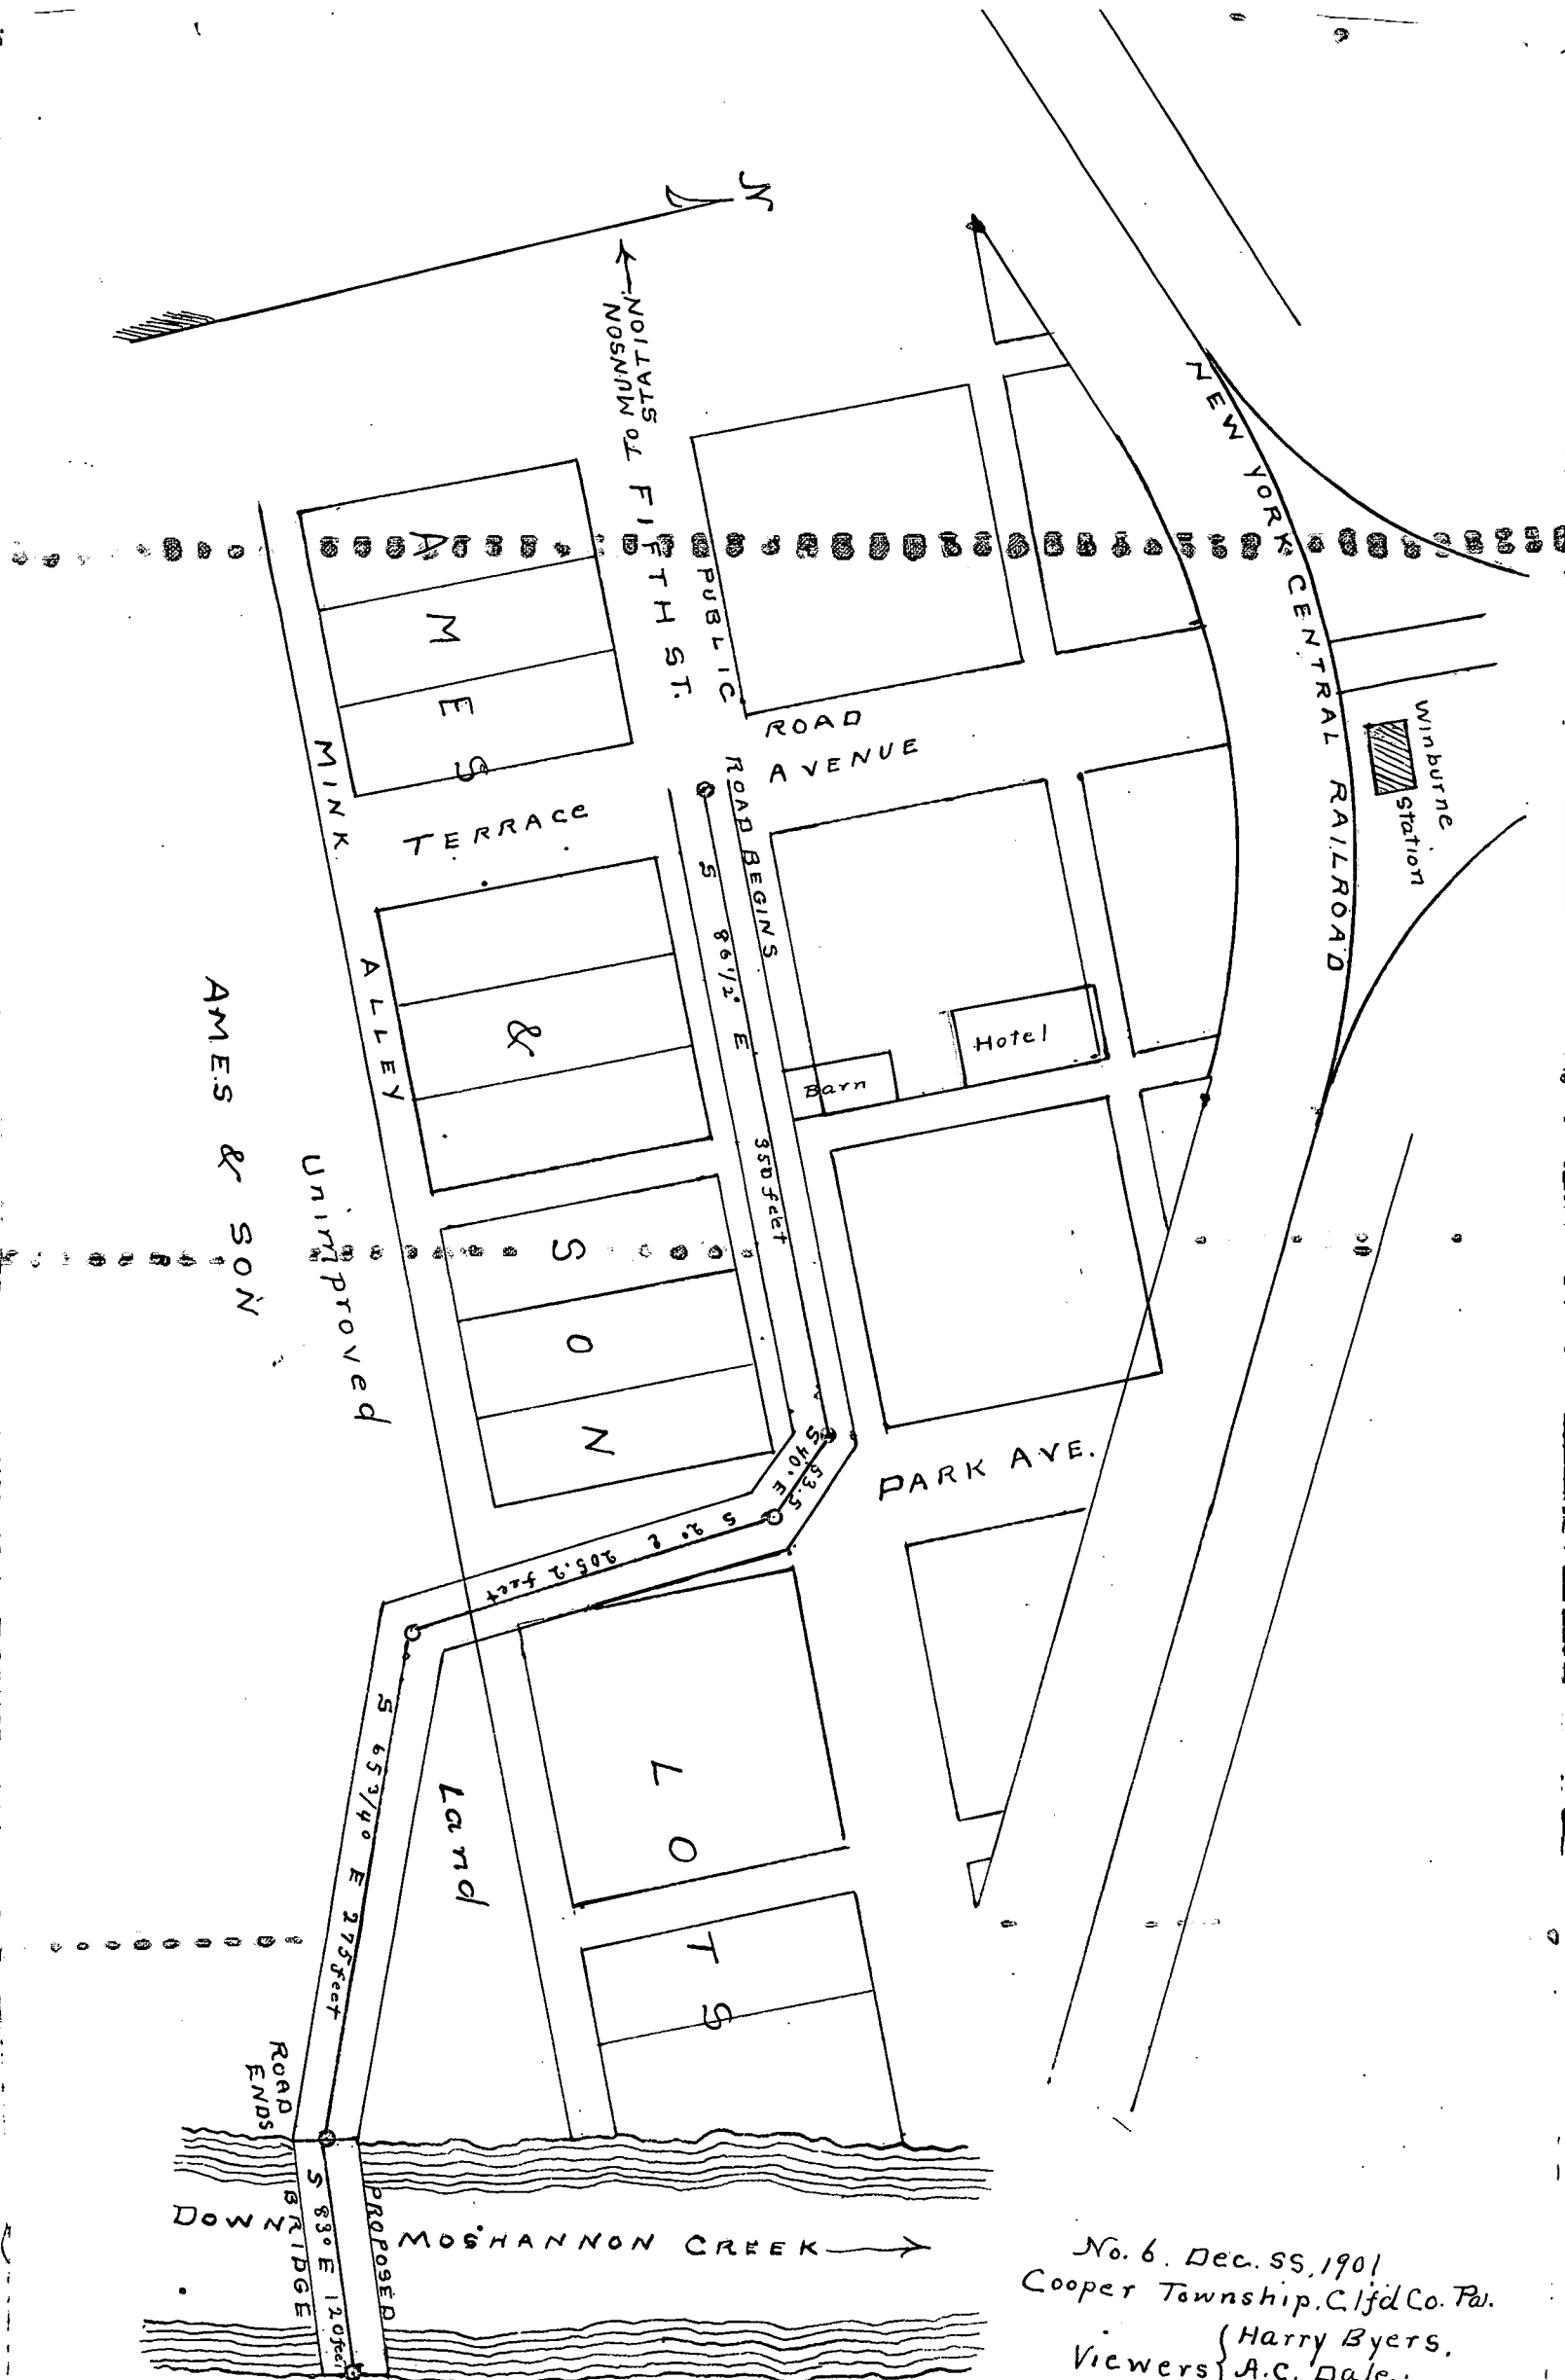 N
← STATION
TO MUNSON
FIFTH ST.
PUBLIC
ROAD
TERRACE AVENUE
NEW YORK CENTRAL RAILROAD
Winburne
Station
AMES & SON LOTS
MINK ALLEY
ROAD BEGINS
S 86 1/2° E 350 feet
Hotel
Barn
AMES & SON
Unimproved Land
S 40° E
53.5
PARK AVE.
S 2° E 205.2 feet
S 65 3/4° E 275 feet
ROAD
ENDS
S 83° E 120 feet
PROPOSED
BRIDGE
DOWN MOSHANNON CREEK →
No. 6. Dec. SS, 1901
Cooper Township. Clfd Co. Pa.
Viewers { Harry Byers.
A.C. Dale.